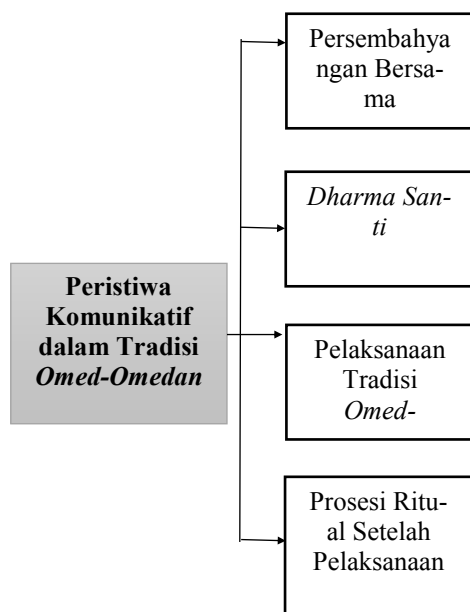 Persembahya
ngan Bersa-
ma
Dharma San-
ti
Peristiwa
Komunikatif
dalam Tradisi
Omed-Omedan
Pelaksanaan
Tradisi
Omed-
Prosesi Ritu-
al Setelah
Pelaksanaan